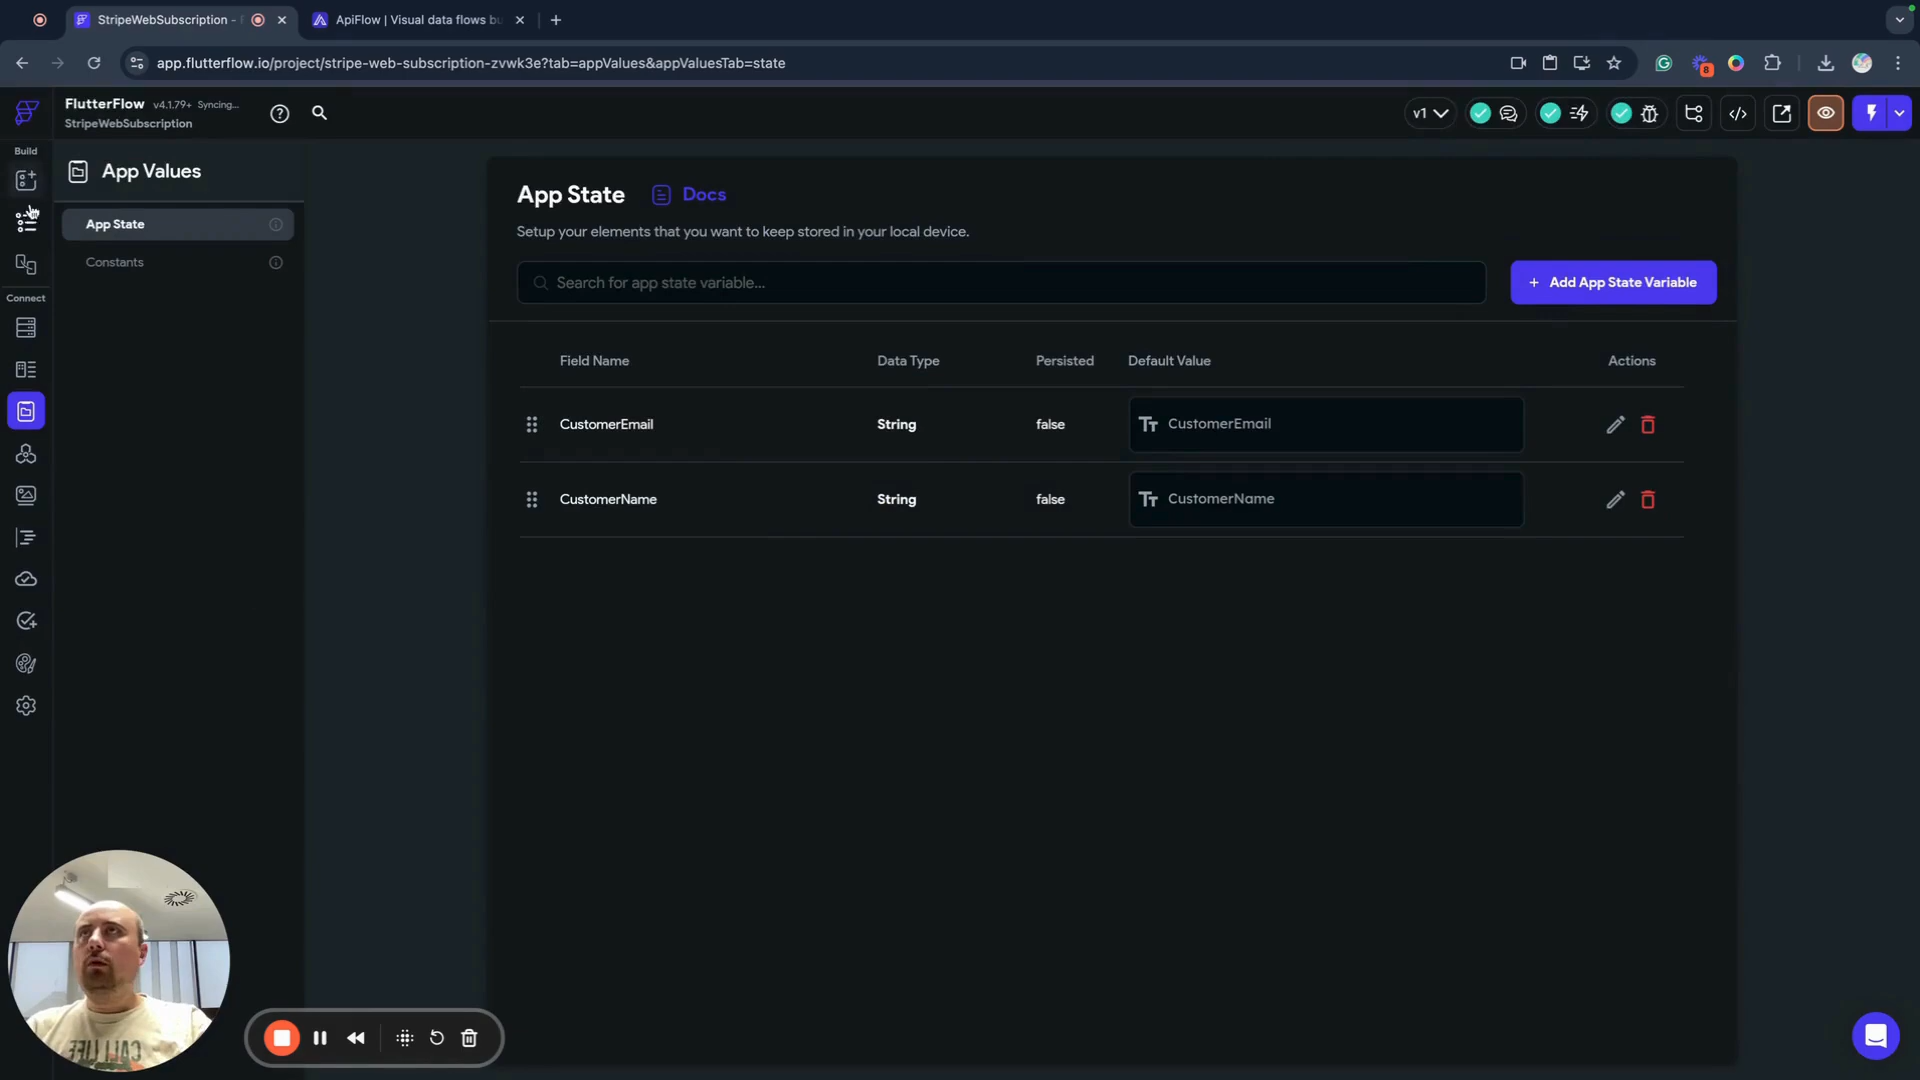 StripeWebSubscription - F
ApiFlow | Visual data flows bu
app.flutterflow.io/project/stripe-web-subscription-zvwk3e?tab=appValues&appValuesTab=state
8
FlutterFlow v4.1.79+ Syncing...
StripeWebSubscription
v1
Build
App Values
App State
Constants
Connect
App State
Docs
Setup your elements that you want to keep stored in your local device.
Search for app state variable...
+ Add App State Variable
Field Name Data Type Persisted Default Value Actions
CustomerEmail String false CustomerEmail
CustomerName String false CustomerName
CALL LIFE